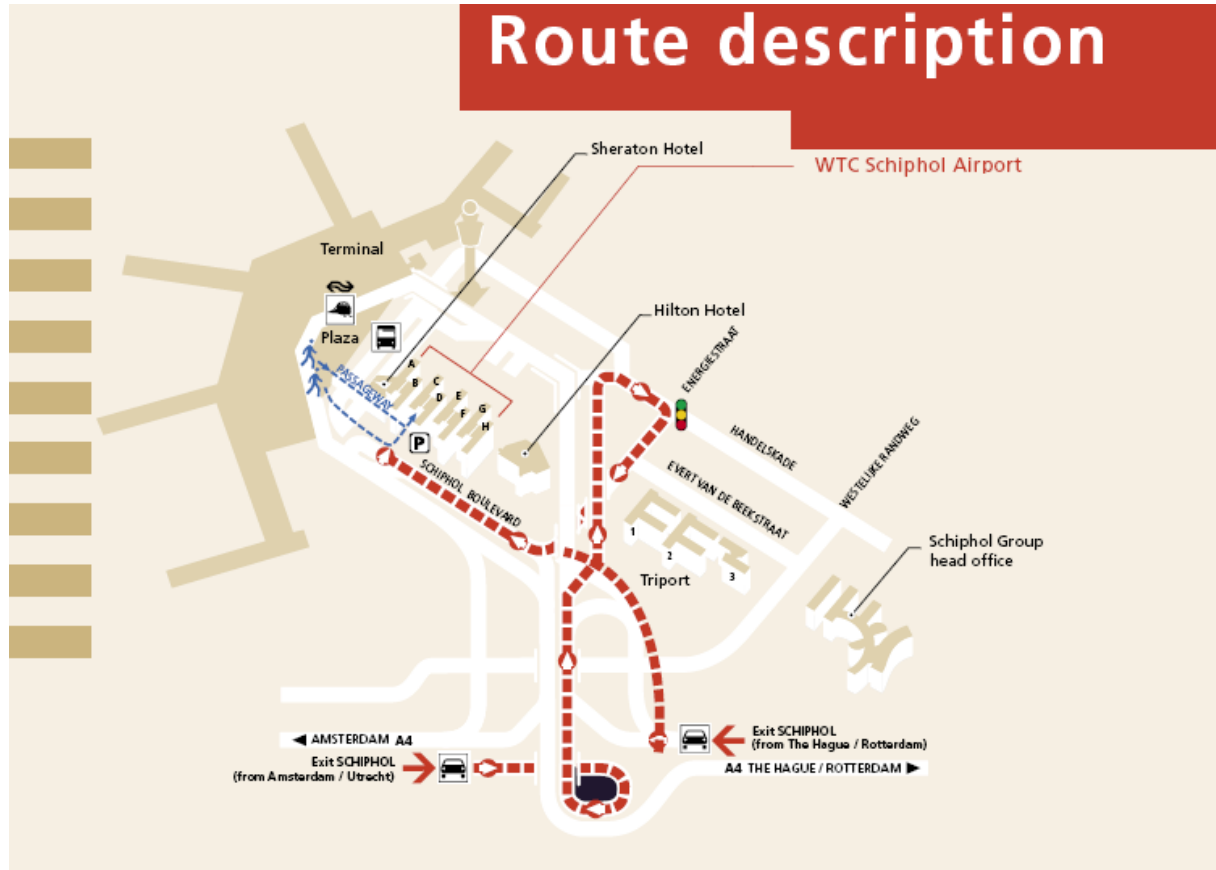 Route description
Sheraton Hotel
WTC Schiphol Airport
Terminal
Hilton Hotel
Plaza
PASSAGEWAY
A
B
C
D
E
F
G
H
P
ENERGIESTRAAT
HANDELSKADE
WESTELIJKE RANDWEG
EVERT VAN DE BEEKSTRAAT
SCHIPHOL BOULEVARD
1
2
3
Triport
Schiphol Group
head office
AMSTERDAM A4
Exit SCHIPHOL
(from Amsterdam / Utrecht)
Exit SCHIPHOL
(from The Hague / Rotterdam)
A4 THE HAGUE / ROTTERDAM